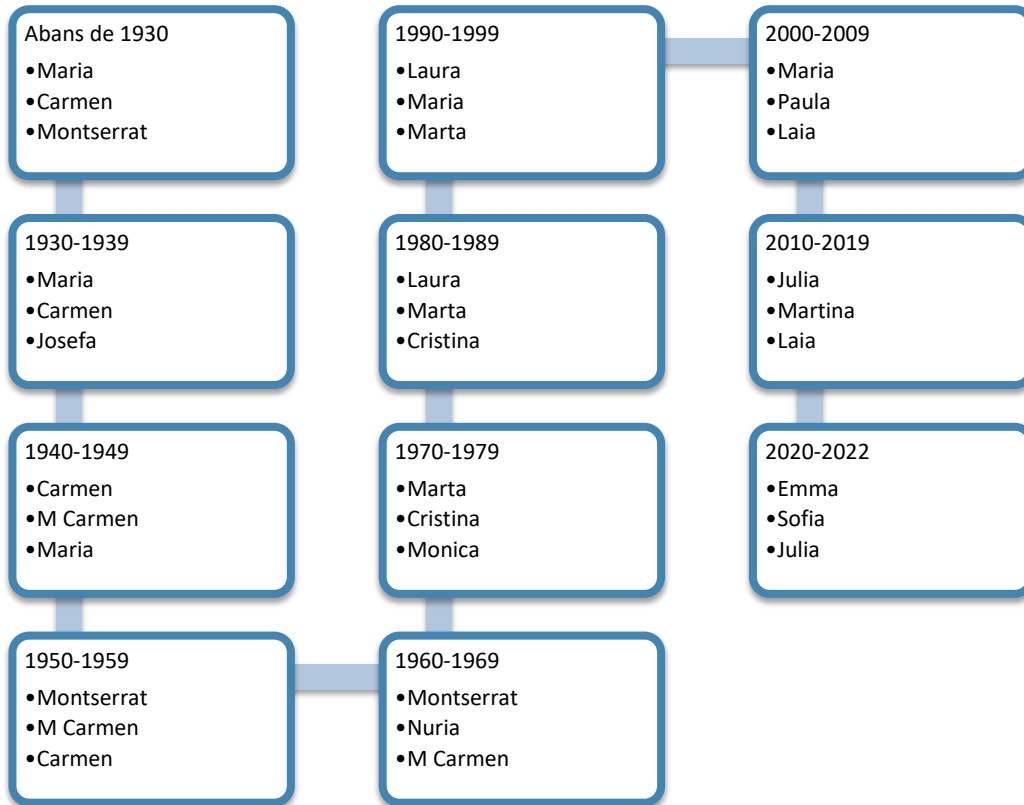 Abans de 1930
•Maria
•Carmen
•Montserrat
1930-1939
•Maria
•Carmen
•Josefa
1940-1949
•Carmen
•M Carmen
•Maria
1950-1959
•Montserrat
•M Carmen
•Carmen
1960-1969
•Montserrat
•Nuria
•M Carmen
1970-1979
•Marta
•Cristina
•Monica
1980-1989
•Laura
•Marta
•Cristina
1990-1999
•Laura
•Maria
•Marta
2000-2009
•Maria
•Paula
•Laia
2010-2019
•Julia
•Martina
•Laia
2020-2022
•Emma
•Sofia
•Julia